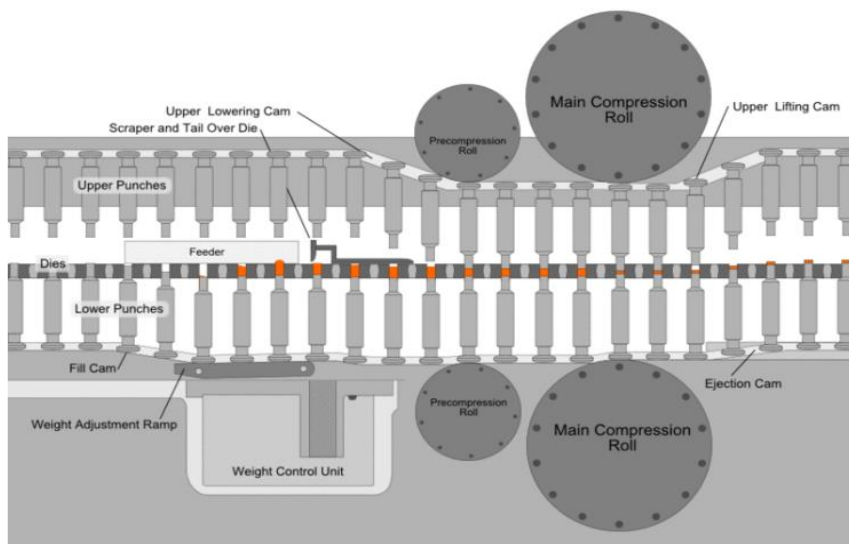 Upper Lowering Cam
Scraper and Tail Over Die
Precompression
Roll
Main Compression
Roll
Upper Lifting Cam
Upper Punches
Feeder
Dies
Lower Punches
Fill Cam
Weight Adjustment Ramp
Weight Control Unit
Precompression
Roll
Main Compression
Roll
Ejection Cam